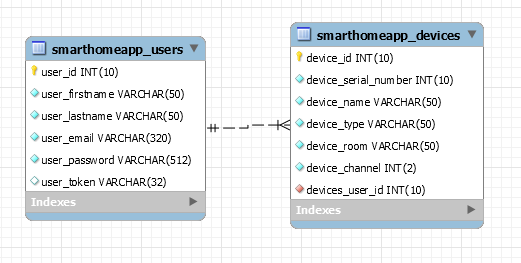 smarthomeapp_users
user_id INT(10)
user_firstname VARCHAR(50)
user_lastname VARCHAR(50)
user_email VARCHAR(320)
user_password VARCHAR(512)
user_token VARCHAR(32)
Indexes
smarthomeapp_devices
device_id INT(10)
device_serial_number INT(10)
device_name VARCHAR(50)
device_type VARCHAR(50)
device_room VARCHAR(50)
device_channel INT(2)
devices_user_id INT(10)
Indexes